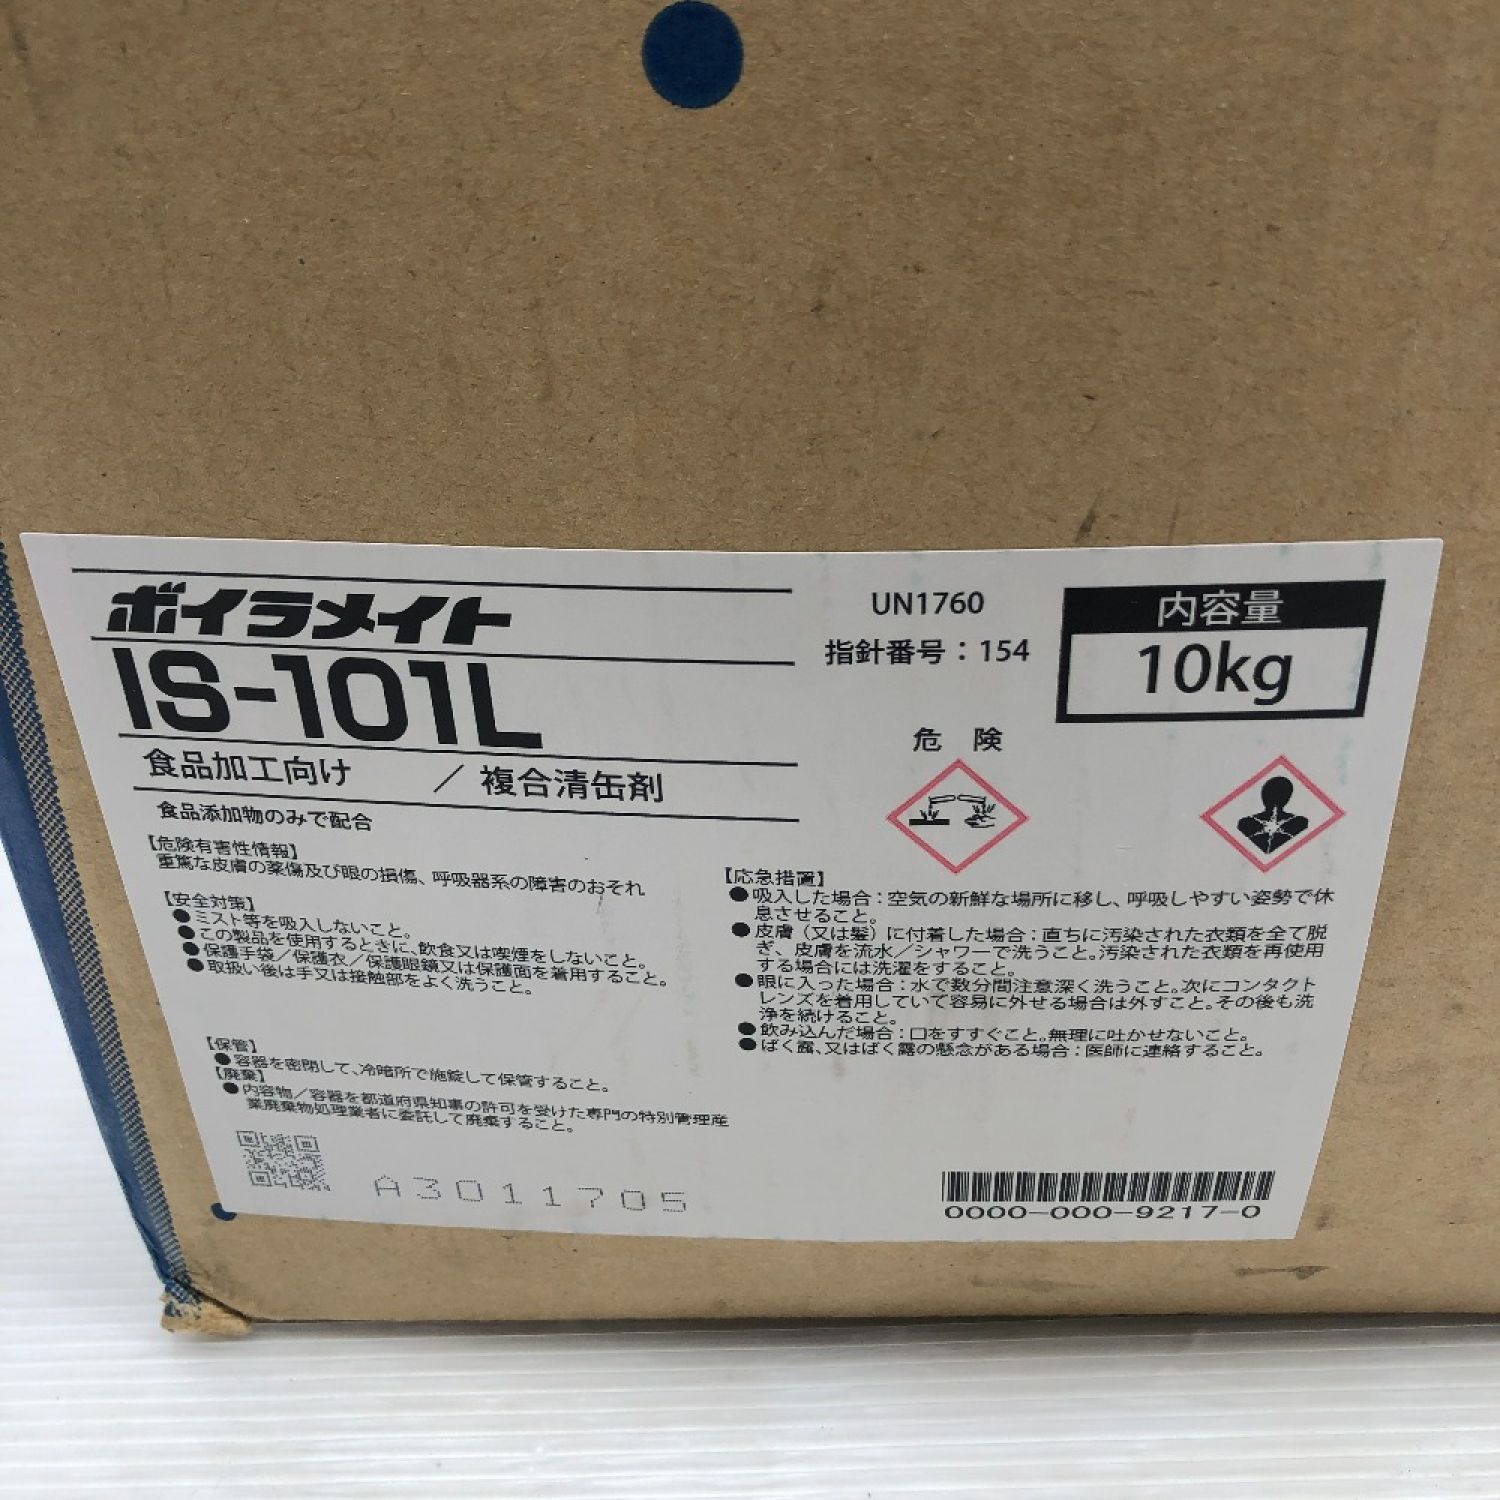 ボイラメイト
IS-101L
食品加工向け ／ 複合清缶剤
食品添加物のみで配合
UN1760
指針番号：154
内容量
10kg
危 険
【危険有害性情報】
重篤な皮膚の薬傷及び眼の損傷、呼吸器系の障害のおそれ
【安全対策】
●ミスト等を吸入しないこと。
●この製品を使用するときに、飲食又は喫煙をしないこと。
●保護手袋／保護衣／保護眼鏡又は保護面を着用すること。
●取扱い後は手又は接触部をよく洗うこと。
【保管】
●容器を密閉して、冷暗所で施錠して保管すること。
【廃棄】
●内容物／容器を都道府県知事の許可を受けた専門の特別管理産
業廃棄物処理業者に委託して廃棄すること。
【応急措置】
●吸入した場合：空気の新鮮な場所に移し、呼吸しやすい姿勢で休
息させること。
●皮膚（又は髪）に付着した場合：直ちに汚染された衣類を全て脱
ぎ、皮膚を流水／シャワーで洗うこと。汚染された衣類を再使用
する場合には洗濯をすること。
●眼に入った場合：水で数分間注意深く洗うこと。次にコンタクト
レンズを着用していて容易に外せる場合は外すこと。その後も洗
浄を続けること。
●飲み込んだ場合：口をすすぐこと。無理に吐かせないこと。
●ばく露、又はばく露の懸念がある場合：医師に連絡すること。
A3011705
0000-000-9217-0